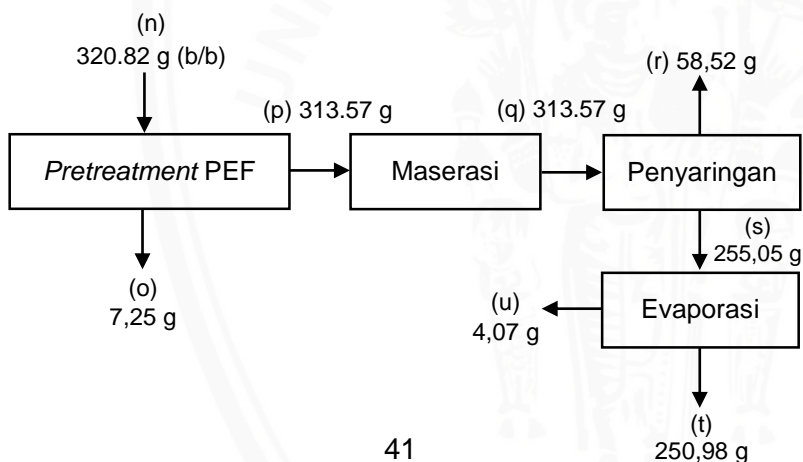 (n)
320.82 g (b/b)
(r) 58,52 g
(p) 313.57 g
(q) 313.57 g
Pretreatment PEF
Maserasi
Penyaringan
(s)
255,05 g
(o)
7,25 g
(u)
4,07 g
Evaporasi
(t)
250,98 g
41